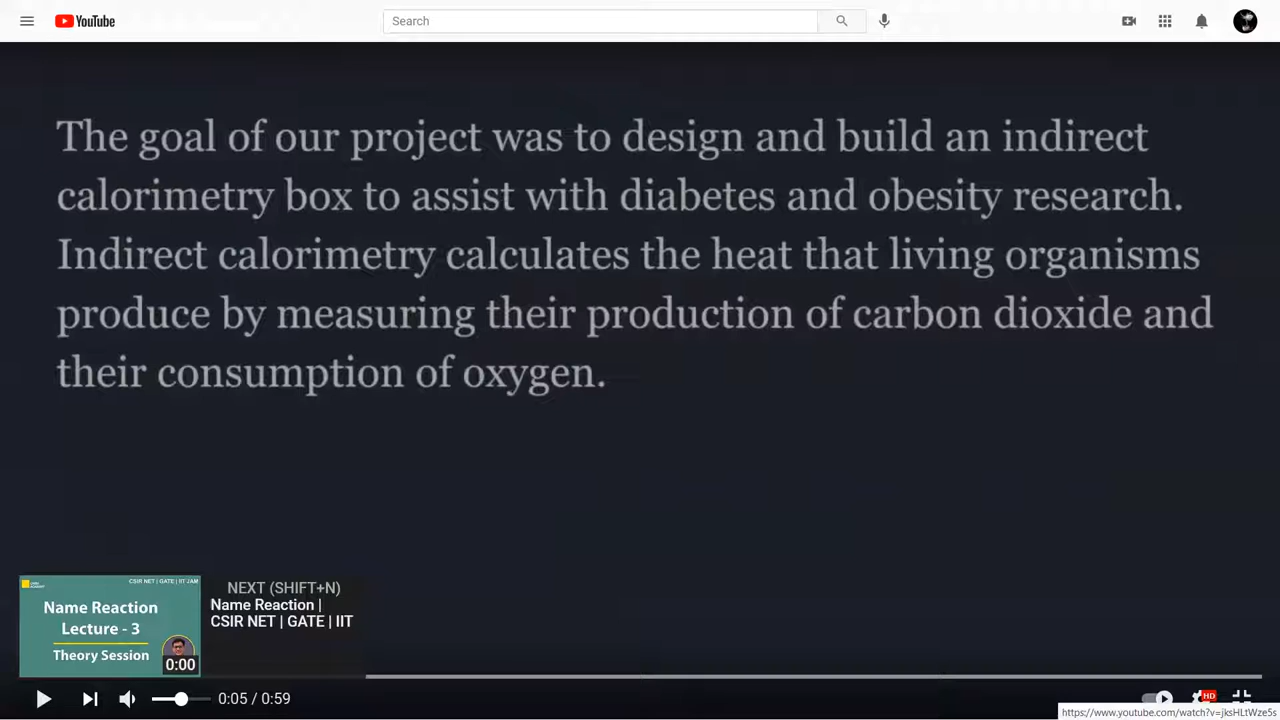 YouTube
Search
The goal of our project was to design and build an indirect
calorimetry box to assist with diabetes and obesity research.
Indirect calorimetry calculates the heat that living organisms
produce by measuring their production of carbon dioxide and
their consumption of oxygen.
CSIR NET | GATE | IIT JAM
Name Reaction
Lecture - 3
Theory Session
0:00
NEXT (SHIFT+N)
Name Reaction |
CSIR NET | GATE | IIT
0:05 / 0:59
HD
https://www.youtube.com/watch?v=jksHLtWze5s